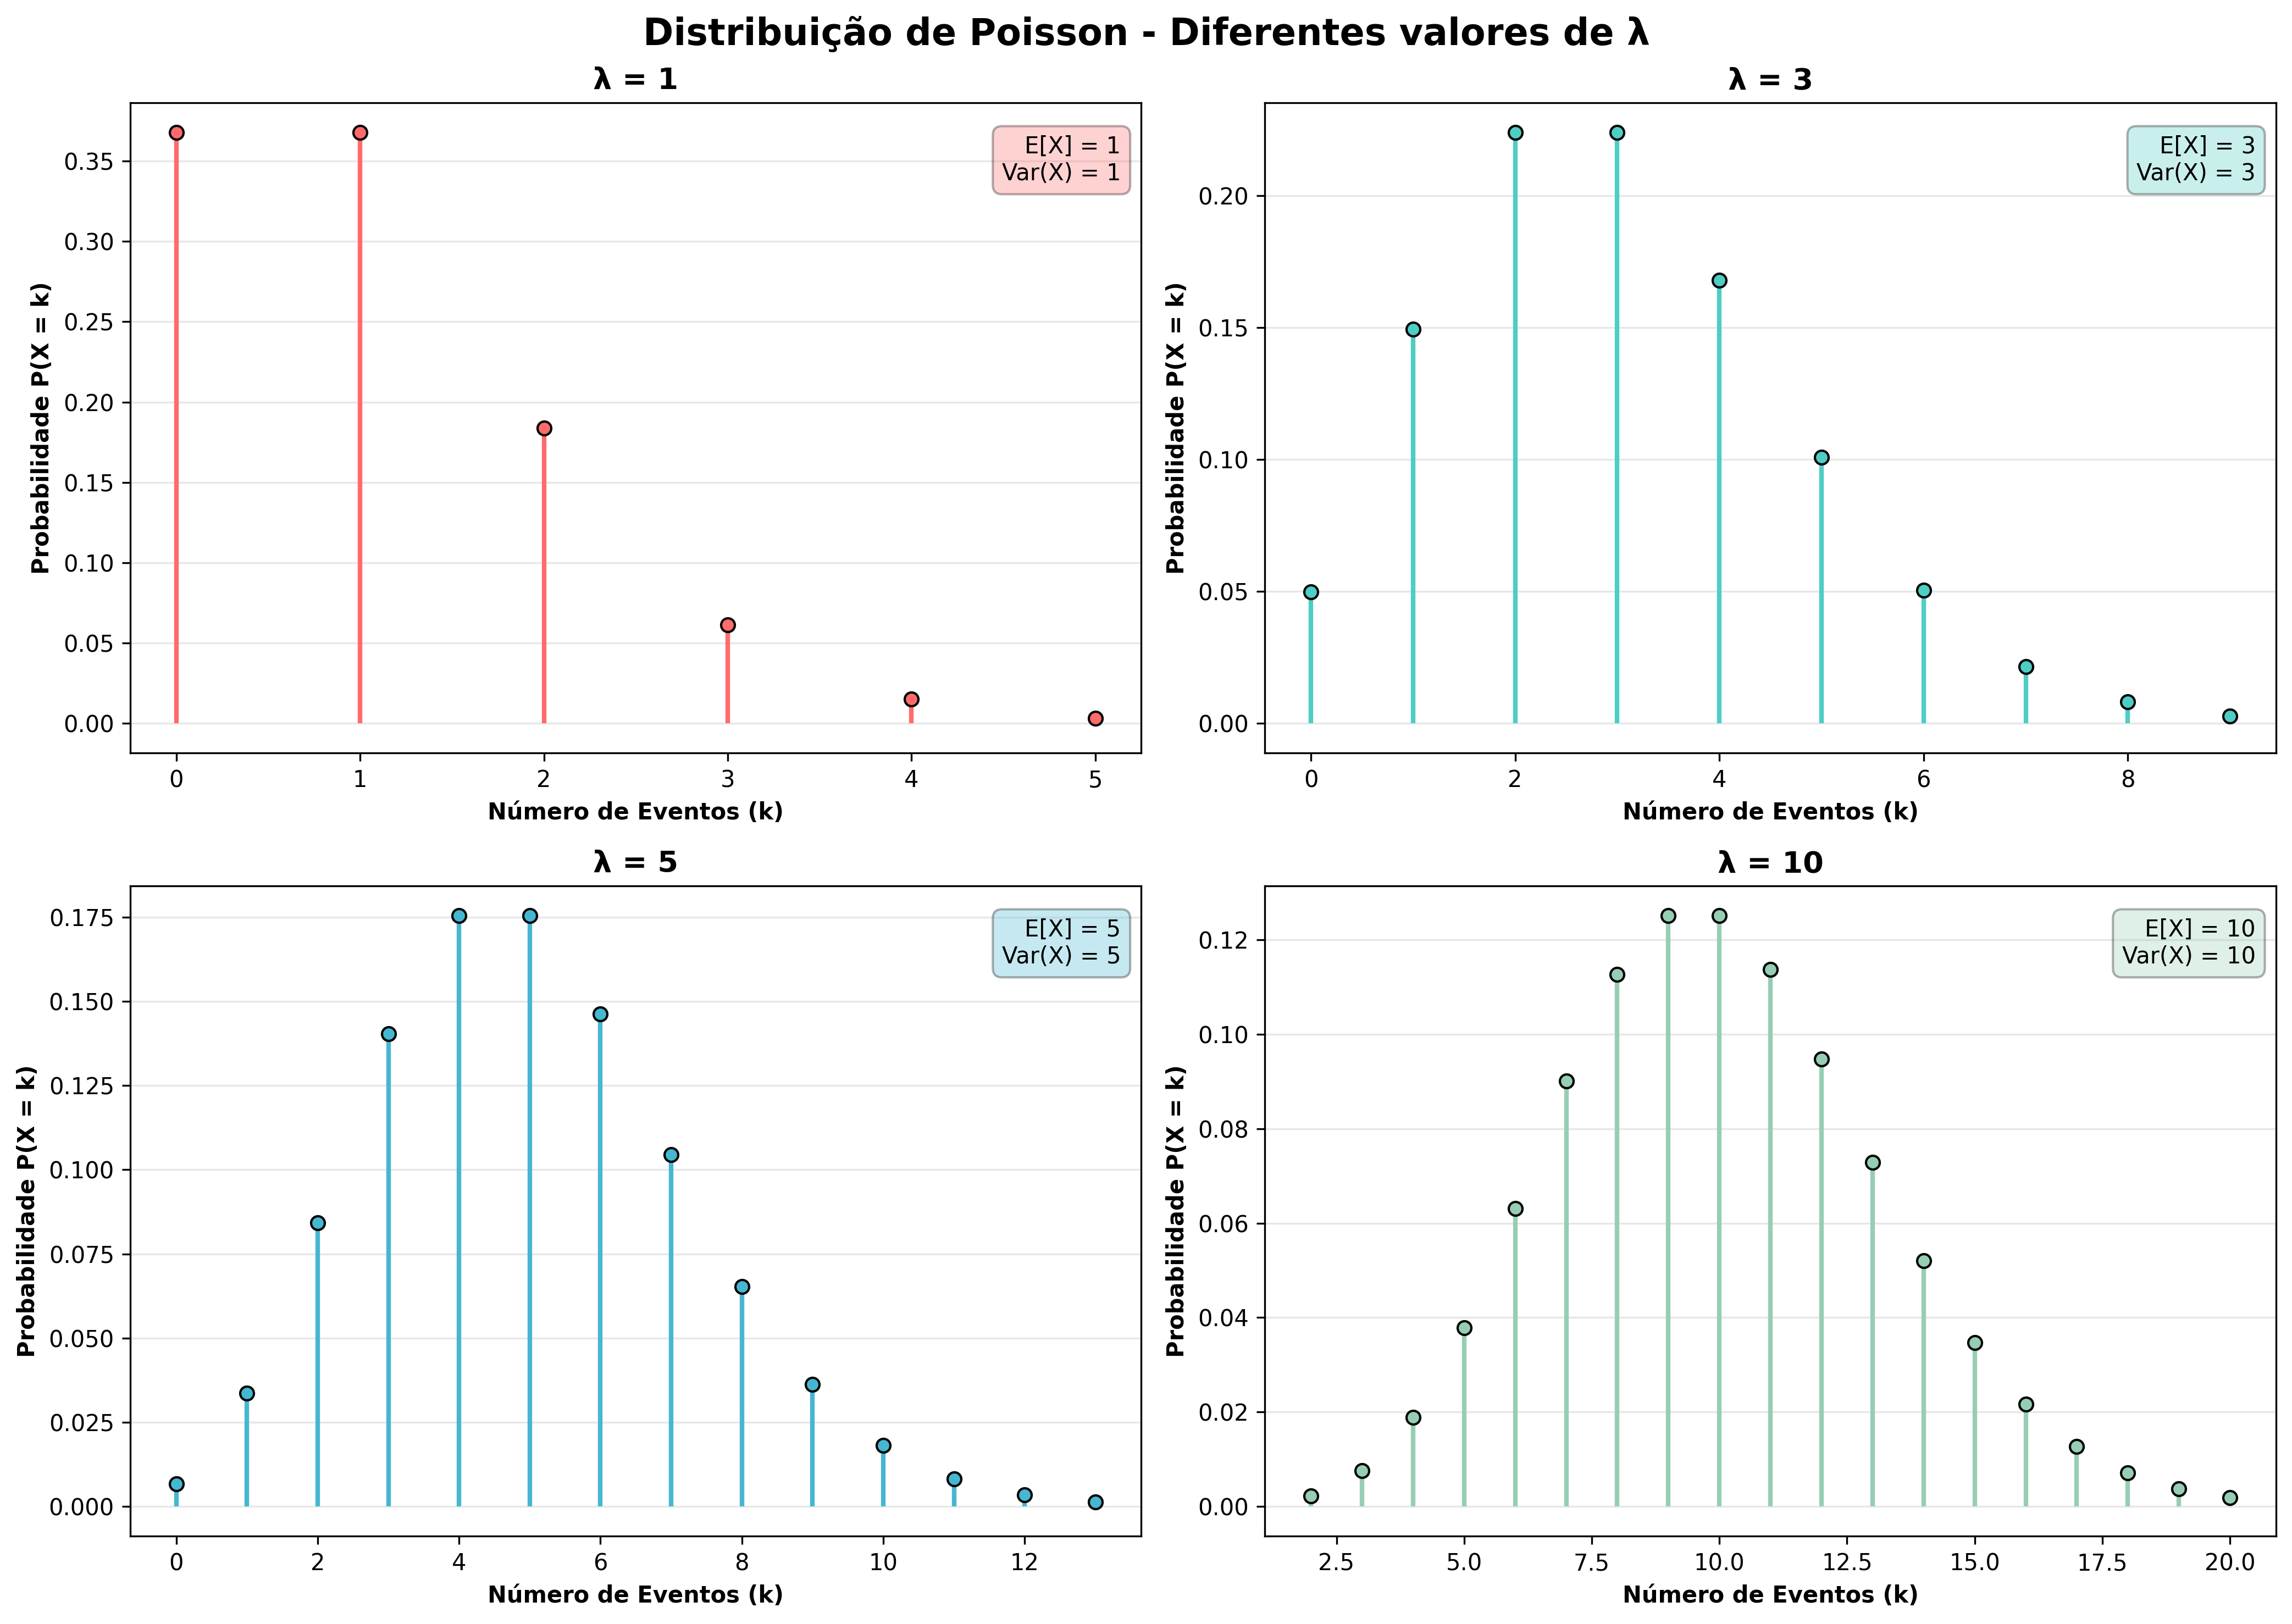 Distribuição de Poisson - Diferentes valores de λ
λ = 1
E[X] = 1
Var(X) = 1
Probabilidade P(X = k)
0.35
0.30
0.25
0.20
0.15
0.10
0.05
0.00
0 1 2 3 4 5
Número de Eventos (k)
λ = 3
E[X] = 3
Var(X) = 3
Probabilidade P(X = k)
0.20
0.15
0.10
0.05
0.00
0 2 4 6 8
Número de Eventos (k)
λ = 5
E[X] = 5
Var(X) = 5
Probabilidade P(X = k)
0.175
0.150
0.125
0.100
0.075
0.050
0.025
0.000
0 2 4 6 8 10 12
Número de Eventos (k)
λ = 10
E[X] = 10
Var(X) = 10
Probabilidade P(X = k)
0.12
0.10
0.08
0.06
0.04
0.02
0.00
2.5 5.0 7.5 10.0 12.5 15.0 17.5 20.0
Número de Eventos (k)